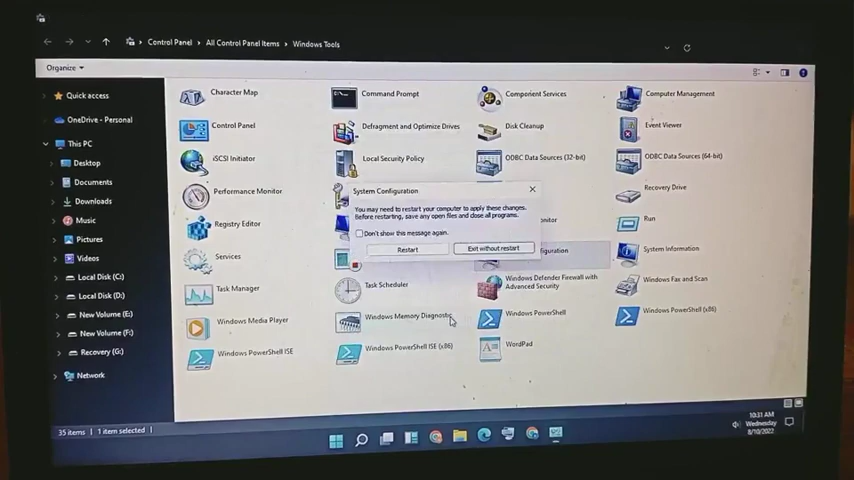 Control Panel > All Control Panel Items > Windows Tools
Organize
Quick access
OneDrive - Personal
This PC
Desktop
Documents
Downloads
Music
Pictures
Videos
Local Disk (C:)
Local Disk (D:)
New Volume (E:)
New Volume (F:)
Recovery (G:)
Network
Character Map
Command Prompt
Component Services
Computer Management
Control Panel
Defragment and Optimize Drives
Disk Cleanup
Event Viewer
iSCSI Initiator
Local Security Policy
ODBC Data Sources (32-bit)
ODBC Data Sources (64-bit)
Performance Monitor
Recovery Drive
Registry Editor
Run
Services
System Information
Task Manager
Task Scheduler
Windows Defender Firewall with
Advanced Security
Windows Fax and Scan
Windows Media Player
Windows Memory Diagnostic
Windows PowerShell
Windows PowerShell (x86)
Windows PowerShell ISE
Windows PowerShell ISE (x86)
WordPad
System Configuration
You may need to restart your computer to apply these changes.
Before restarting, save any open files and close all programs.
Don't show this message again.
Restart
Exit without restart
35 items
1 item selected
10:31 AM
Wednesday
8/10/2022